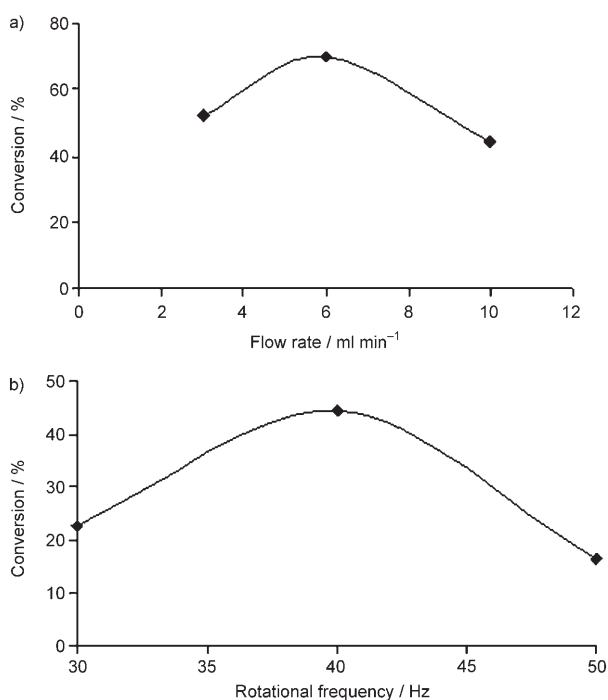 a)
80
60
40
20
0
Conversion / %
0 2 4 6 8 10 12
Flow rate / ml min⁻¹
b)
50
40
30
20
10
0
Conversion / %
30 35 40 45 50
Rotational frequency / Hz